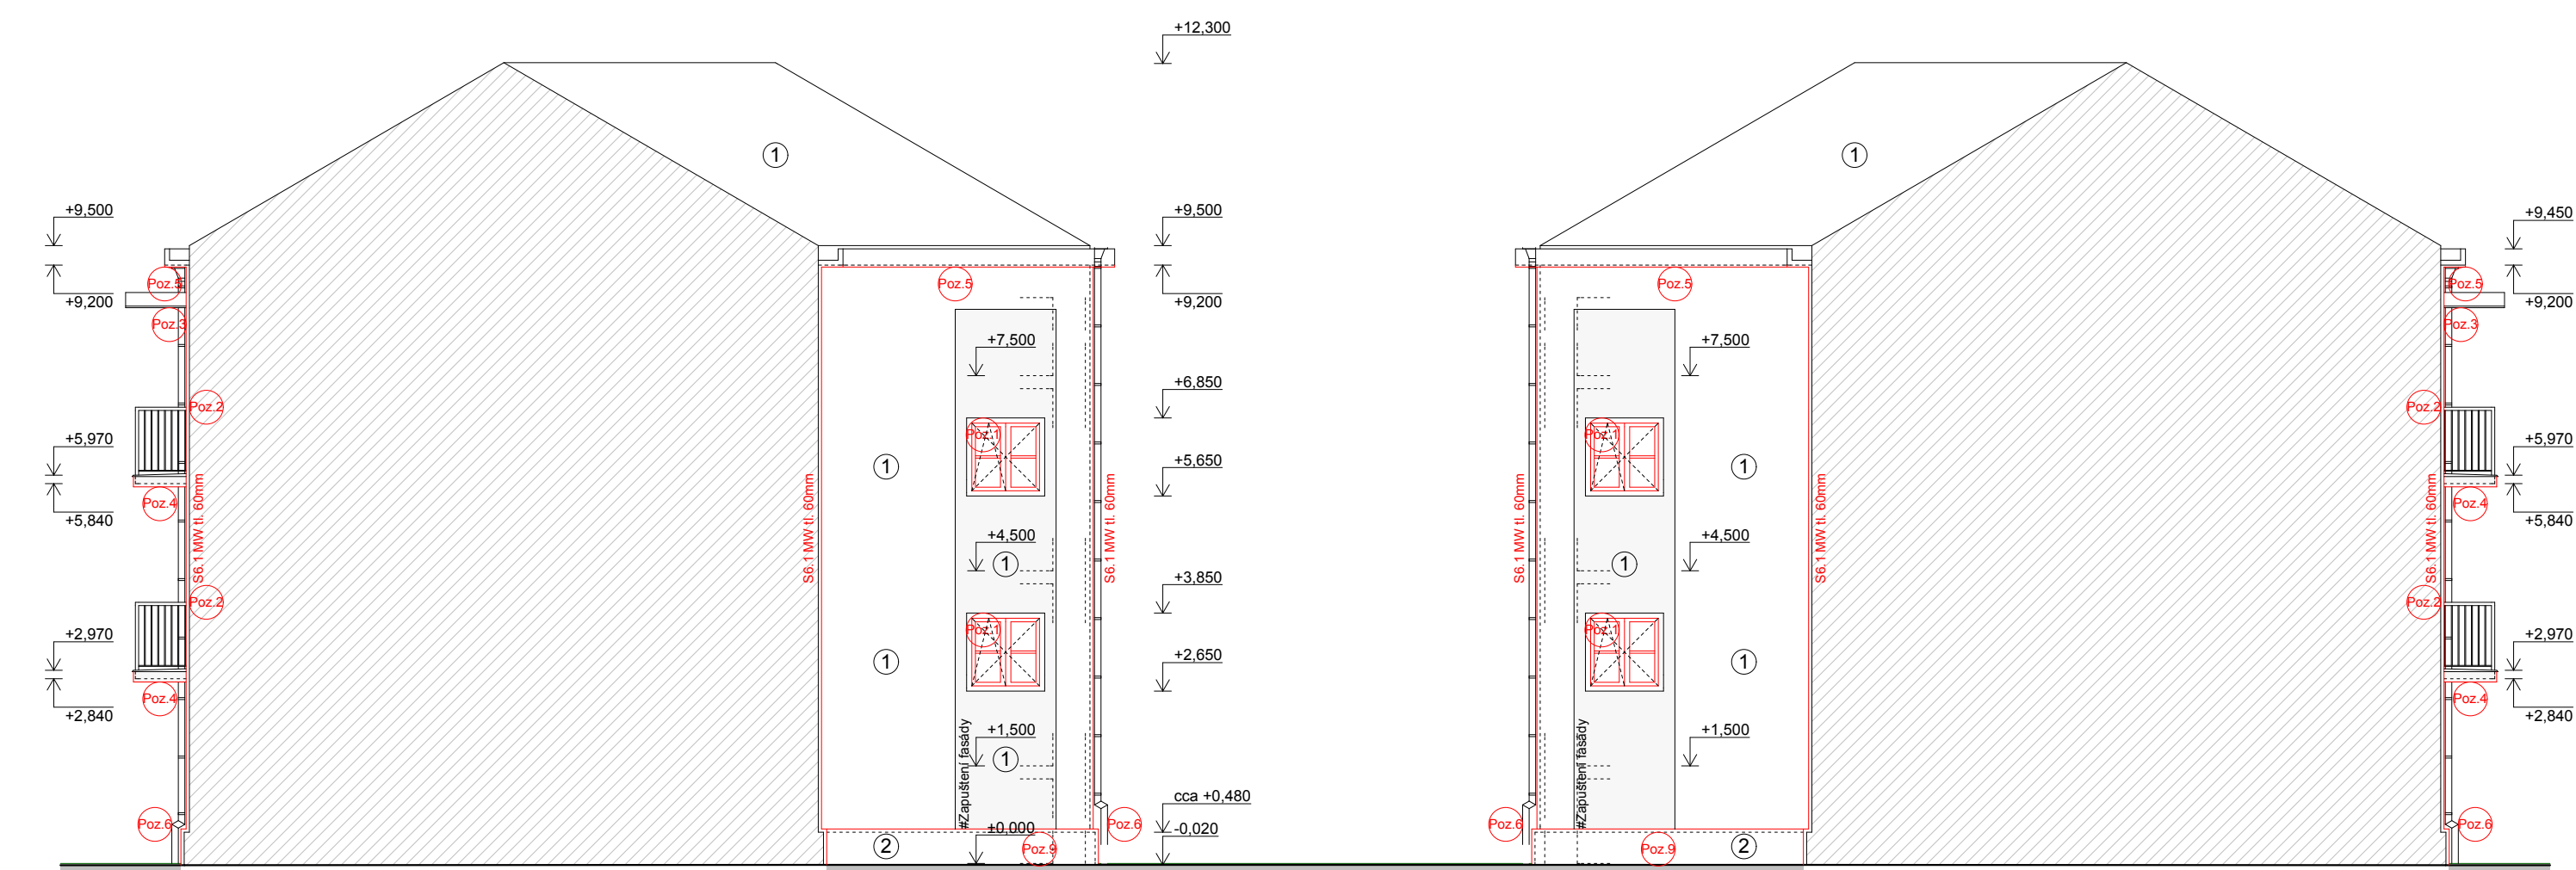 +12,300
1
1
+9,500
+9,500
+9,450
+9,200
Poz.5
Poz.5
+9,200
Poz.5
Poz.5
+9,200
Poz.3
Poz.3
+7,500
+7,500
+6,850
Poz.2
Poz.2
Poz.1
Poz.1
+5,970
1
+5,650
1
+5,970
Poz.4
Poz.4
+5,840
+5,840
S6.1 MW tl. 60mm
S6.1 MW tl. 60mm
S6.1 MW tl. 60mm
S6.1 MW tl. 60mm
S6.1 MW tl. 60mm
S6.1 MW tl. 60mm
+4,500
+4,500
1
1
+3,850
Poz.2
Poz.2
Poz.1
Poz.1
+2,970
1
+2,650
1
+2,970
Poz.4
Poz.4
+2,840
+2,840
#Zapuštení fasády
#Zapuštení fasády
+1,500
+1,500
1
cca +0,480
Poz.6
Poz.6
Poz.6
Poz.6
±0,000
-0,020
2
Poz.9
Poz.9
2